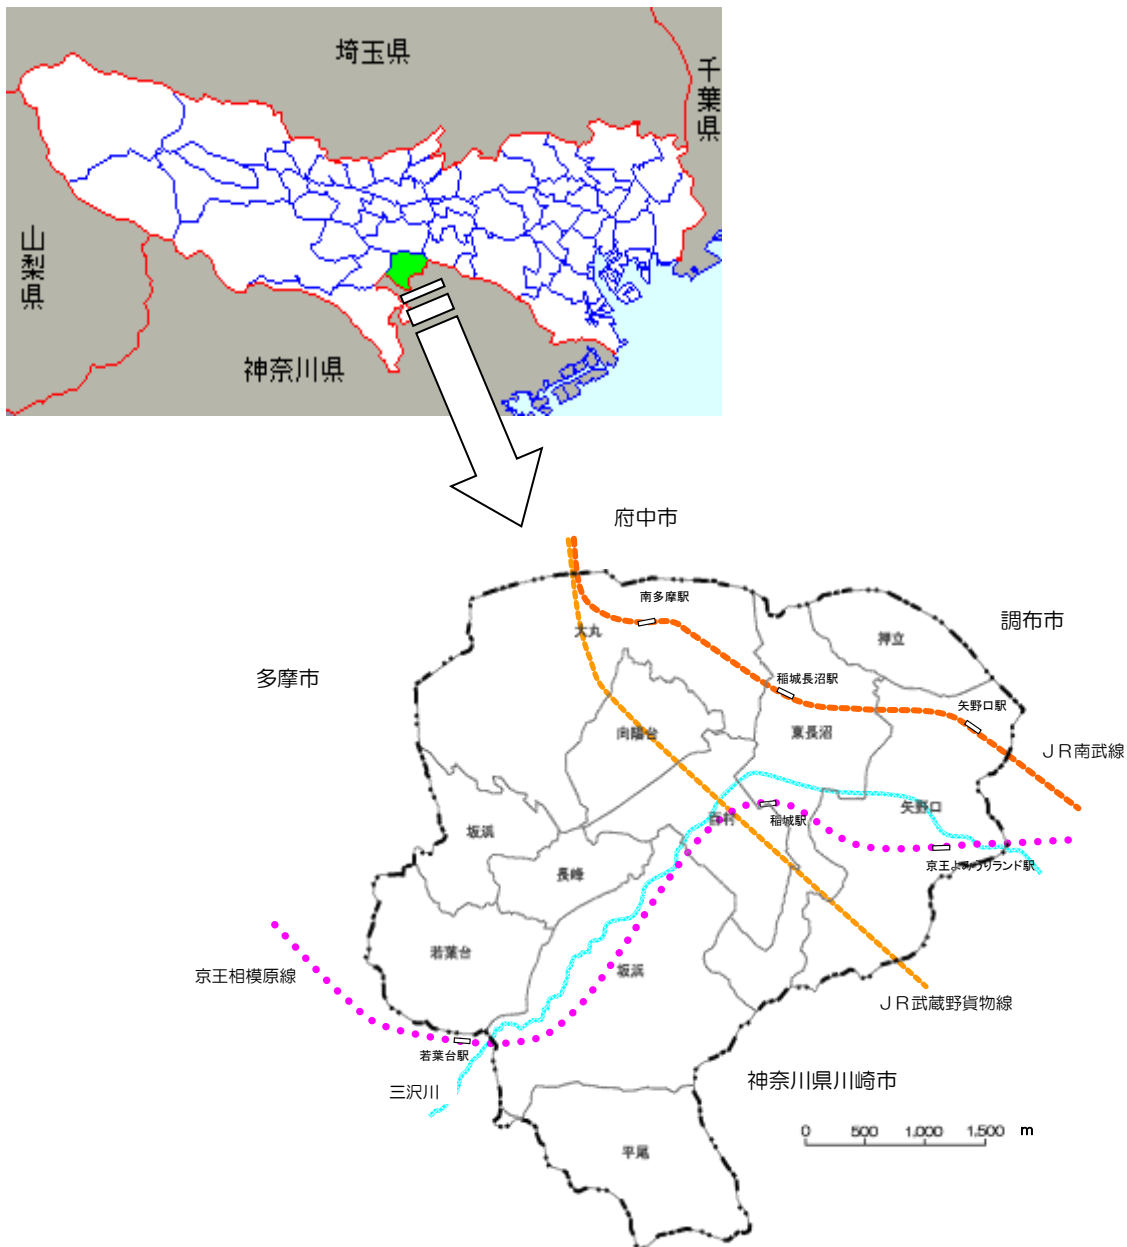 埼玉県
千葉県
山梨県
神奈川県
府中市
南多摩駅
調布市
大丸
押立
多摩市
稲城長沼駅
矢野口駅
向陽台
東長沼
JR南武線
矢野口
百村
稲城駅
坂浜
京王よみうりランド駅
長峰
若葉台
坂浜
京王相模原線
JR武蔵野貨物線
若葉台駅
神奈川県川崎市
三沢川
0 500 1,000 1,500 m
平尾